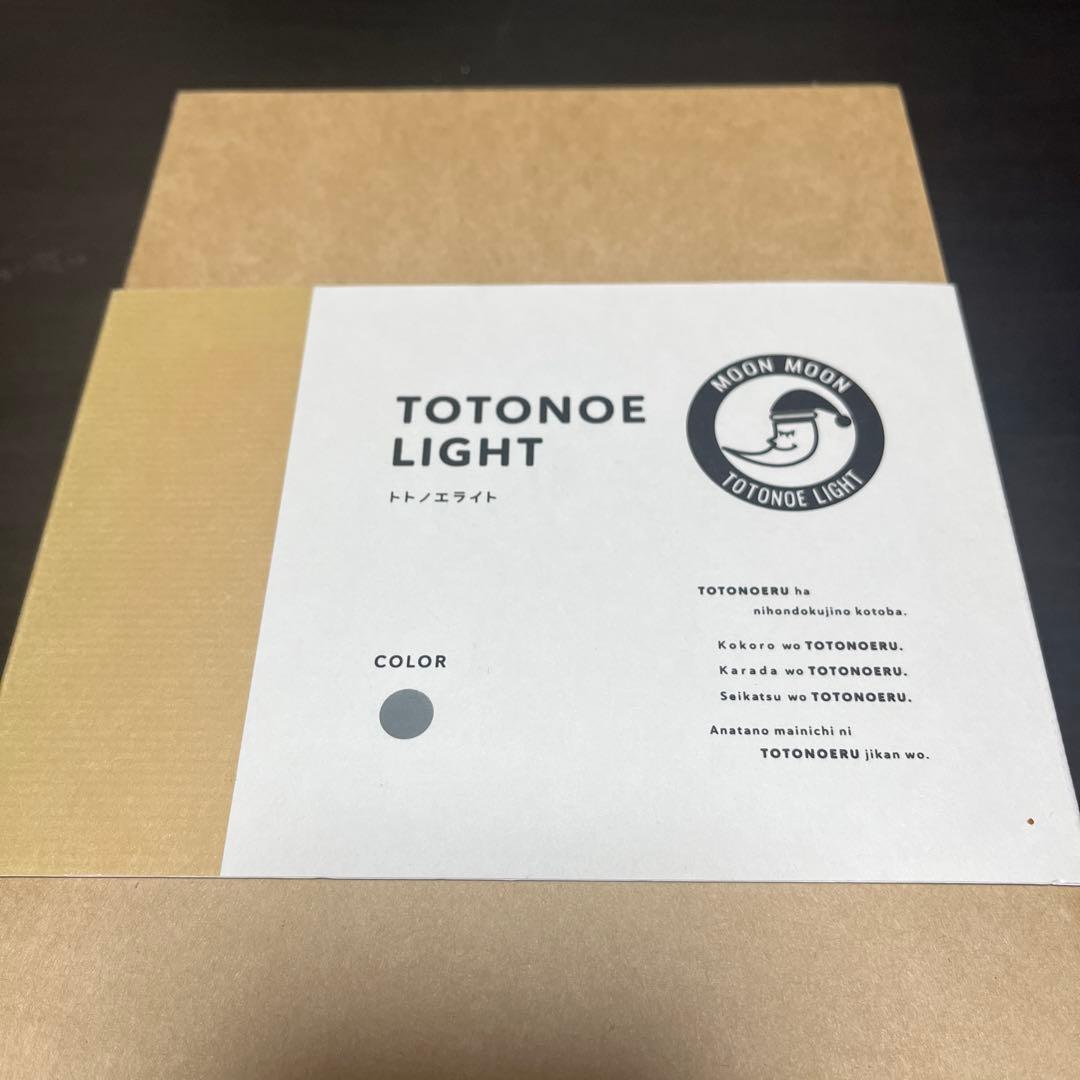 TOTONOE
LIGHT
トトノエライト
MOON MOON
TOTONOE LIGHT
TOTONOERU ha
nihondokujino kotoba.
Kokoro wo TOTONOERU.
Karada wo TOTONOERU.
Seikatsu wo TOTONOERU.
Anatano mainichi ni
TOTONOERU jikan wo.
COLOR